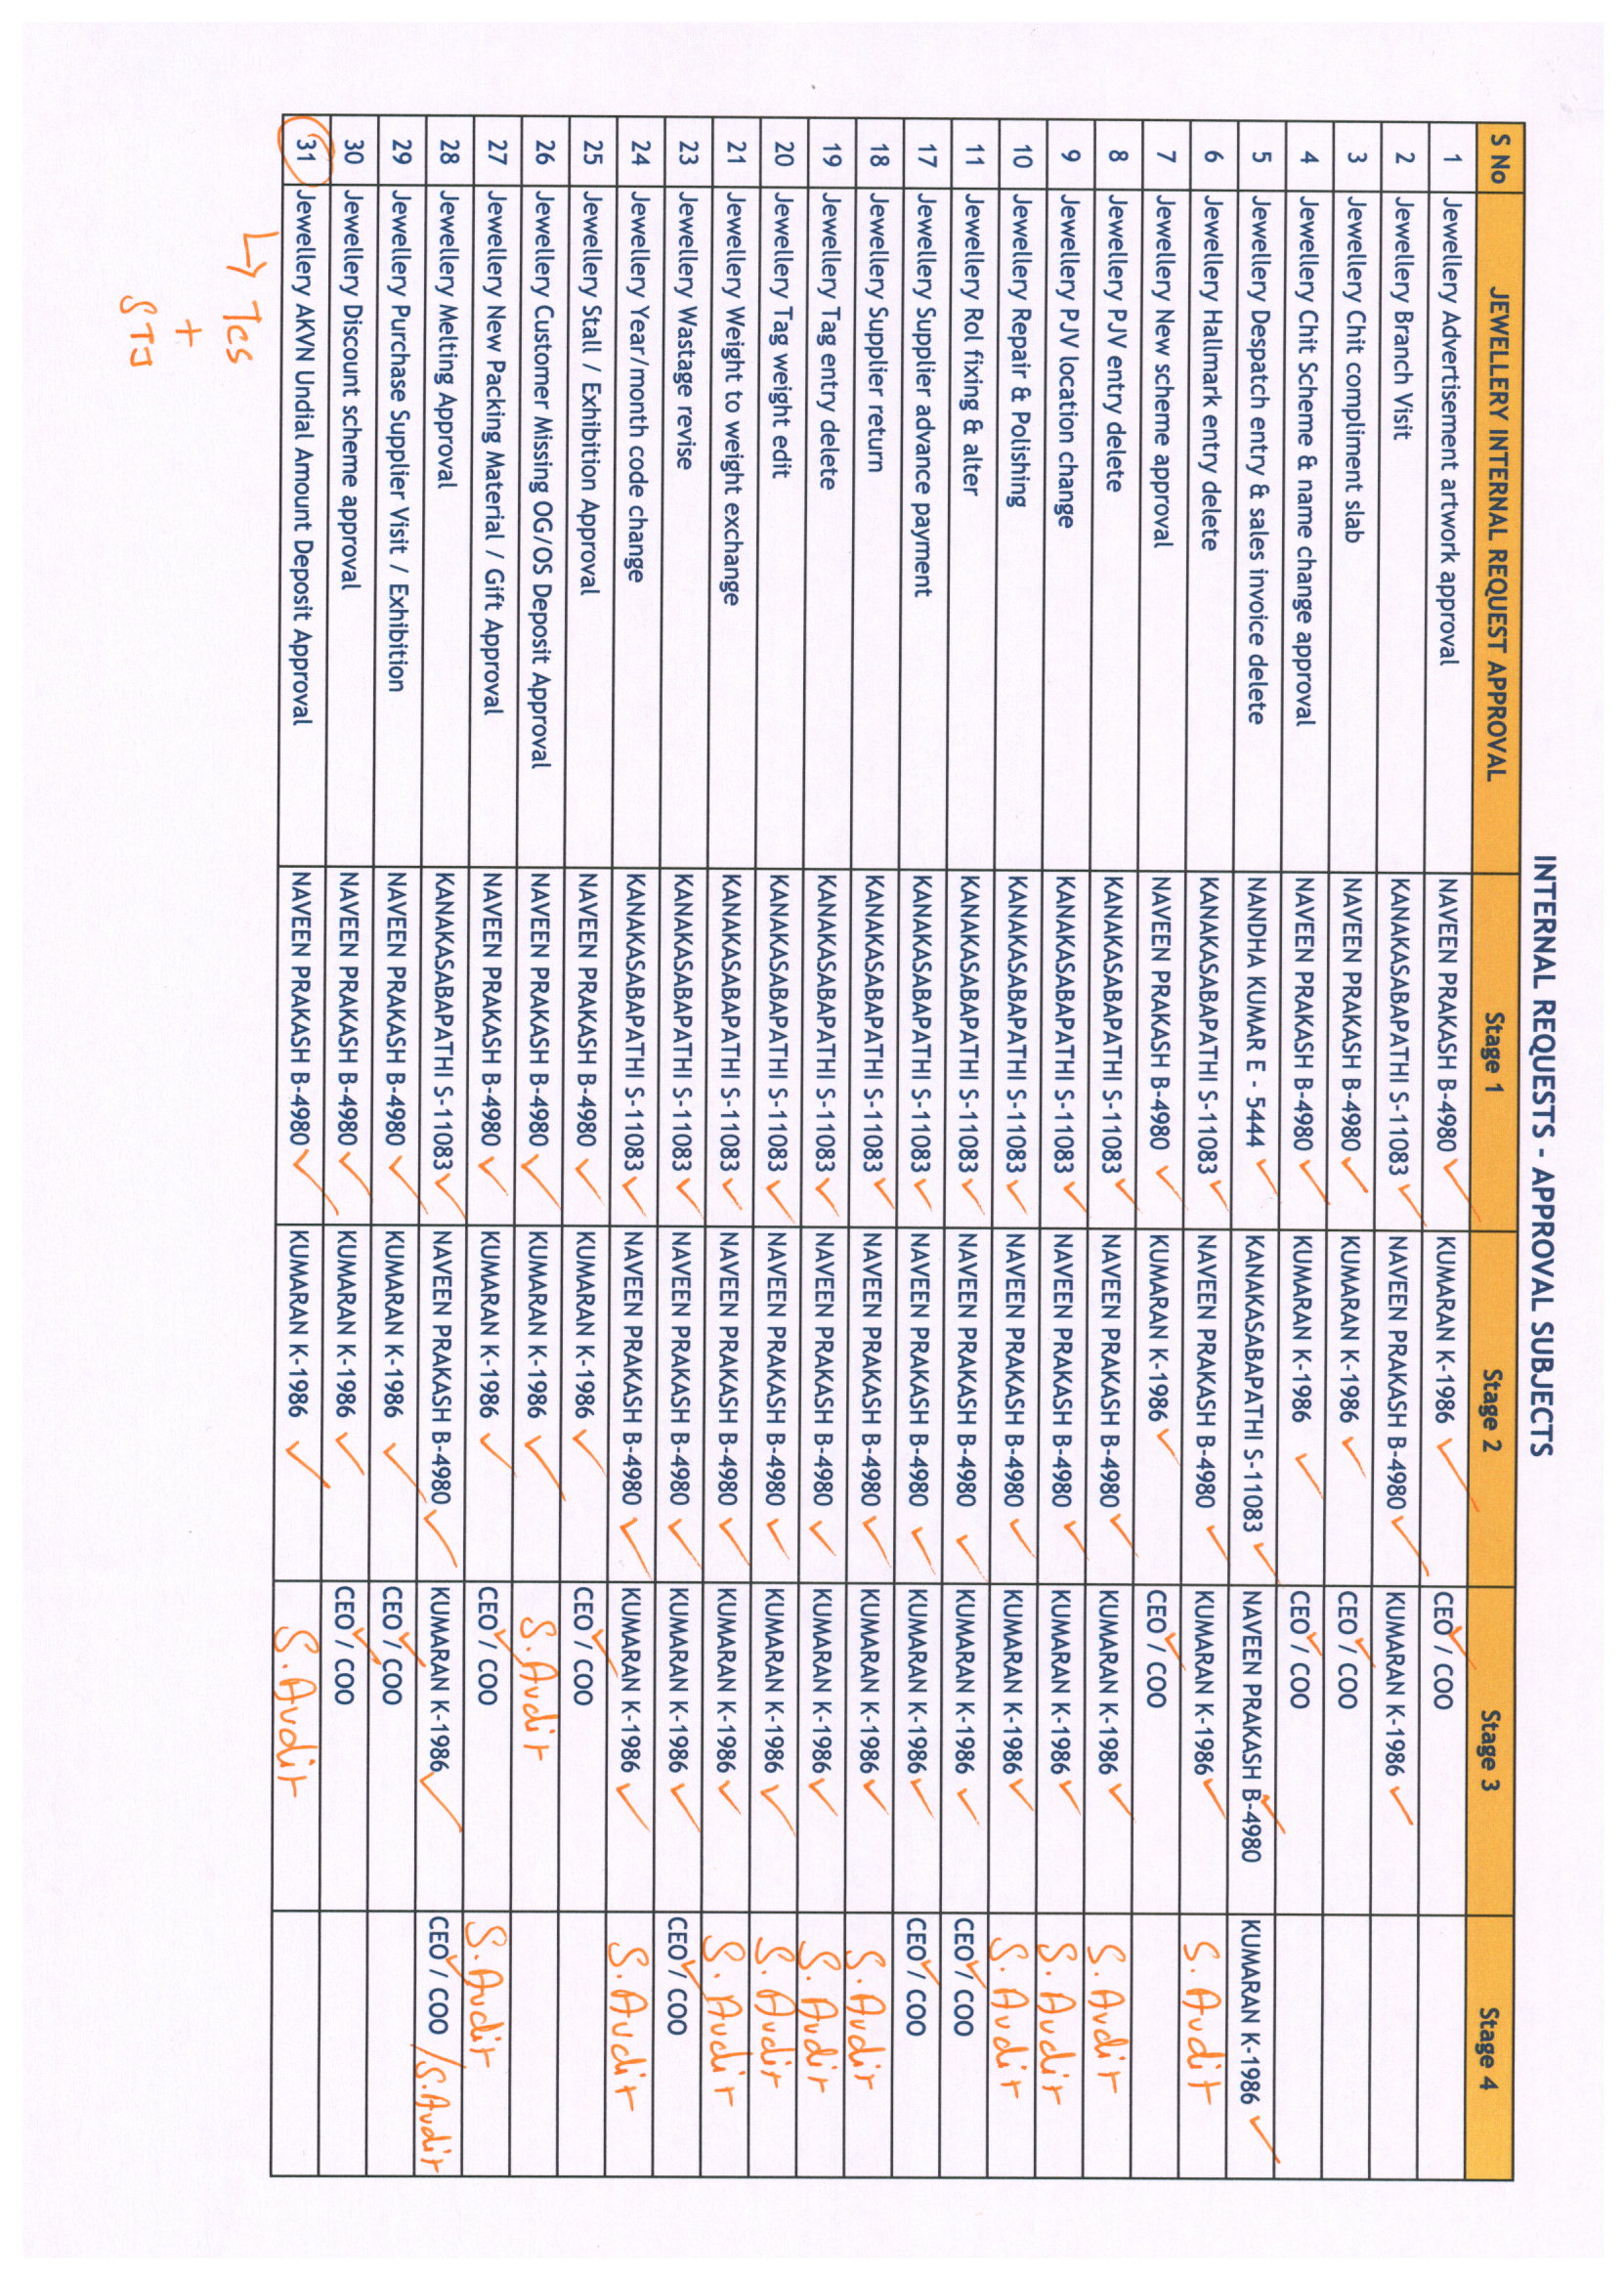 INTERNAL REQUESTS - APPROVAL SUBJECTS
S No JEWELLERY INTERNAL REQUEST APPROVAL Stage 1 Stage 2 Stage 3 Stage 4
1 Jewellery Advertisement artwork approval NAVEEN PRAKASH B-4980 KUMARAN K-1986 CEO / COO
2 Jewellery Branch Visit KANAKASABAPATHI S-11083 NAVEEN PRAKASH B-4980 KUMARAN K-1986
3 Jewellery Chit compliment slab NAVEEN PRAKASH B-4980 KUMARAN K-1986 CEO / COO
4 Jewellery Chit Scheme & name change approval NAVEEN PRAKASH B-4980 KUMARAN K-1986 CEO / COO
5 Jewellery Despatch entry & sales invoice delete NANDHA KUMAR E - 5444 KANAKASABAPATHI S-11083 NAVEEN PRAKASH B-4980 KUMARAN K-1986
6 Jewellery Hallmark entry delete KANAKASABAPATHI S-11083 NAVEEN PRAKASH B-4980 KUMARAN K-1986 S. Audit
7 Jewellery New scheme approval NAVEEN PRAKASH B-4980 KUMARAN K-1986 CEO / COO
8 Jewellery PJV entry delete KANAKASABAPATHI S-11083 NAVEEN PRAKASH B-4980 KUMARAN K-1986 S. Audit
9 Jewellery PJV location change KANAKASABAPATHI S-11083 NAVEEN PRAKASH B-4980 KUMARAN K-1986 S. Audit
10 Jewellery Repair & Polishing KANAKASABAPATHI S-11083 NAVEEN PRAKASH B-4980 KUMARAN K-1986 S. Audit
11 Jewellery Rol fixing & alter KANAKASABAPATHI S-11083 NAVEEN PRAKASH B-4980 KUMARAN K-1986 CEO / COO
17 Jewellery Supplier advance payment KANAKASABAPATHI S-11083 NAVEEN PRAKASH B-4980 KUMARAN K-1986 CEO / COO
18 Jewellery Supplier return KANAKASABAPATHI S-11083 NAVEEN PRAKASH B-4980 KUMARAN K-1986 S. Audit
19 Jewellery Tag entry delete KANAKASABAPATHI S-11083 NAVEEN PRAKASH B-4980 KUMARAN K-1986 S. Audit
20 Jewellery Tag weight edit KANAKASABAPATHI S-11083 NAVEEN PRAKASH B-4980 KUMARAN K-1986 S. Audit
21 Jewellery Weight to weight exchange KANAKASABAPATHI S-11083 NAVEEN PRAKASH B-4980 KUMARAN K-1986 S. Audit
23 Jewellery Wastage revise KANAKASABAPATHI S-11083 NAVEEN PRAKASH B-4980 KUMARAN K-1986 CEO / COO
24 Jewellery Year/month code change KANAKASABAPATHI S-11083 NAVEEN PRAKASH B-4980 KUMARAN K-1986 S. Audit
25 Jewellery Stall / Exhibition Approval NAVEEN PRAKASH B-4980 KUMARAN K-1986 CEO / COO
26 Jewellery Customer Missing OG/OS Deposit Approval NAVEEN PRAKASH B-4980 KUMARAN K-1986 S. Audit
27 Jewellery New Packing Material / Gift Approval NAVEEN PRAKASH B-4980 KUMARAN K-1986 CEO / COO S. Audit
28 Jewellery Melting Approval KANAKASABAPATHI S-11083 NAVEEN PRAKASH B-4980 KUMARAN K-1986 CEO / COO / S. Audit
29 Jewellery Purchase Supplier Visit / Exhibition NAVEEN PRAKASH B-4980 KUMARAN K-1986 CEO / COO
30 Jewellery Discount scheme approval NAVEEN PRAKASH B-4980 KUMARAN K-1986 CEO / COO
31 Jewellery AKVN Undial Amount Deposit Approval NAVEEN PRAKASH B-4980 KUMARAN K-1986 S. Audit
Tcs
+
STJ